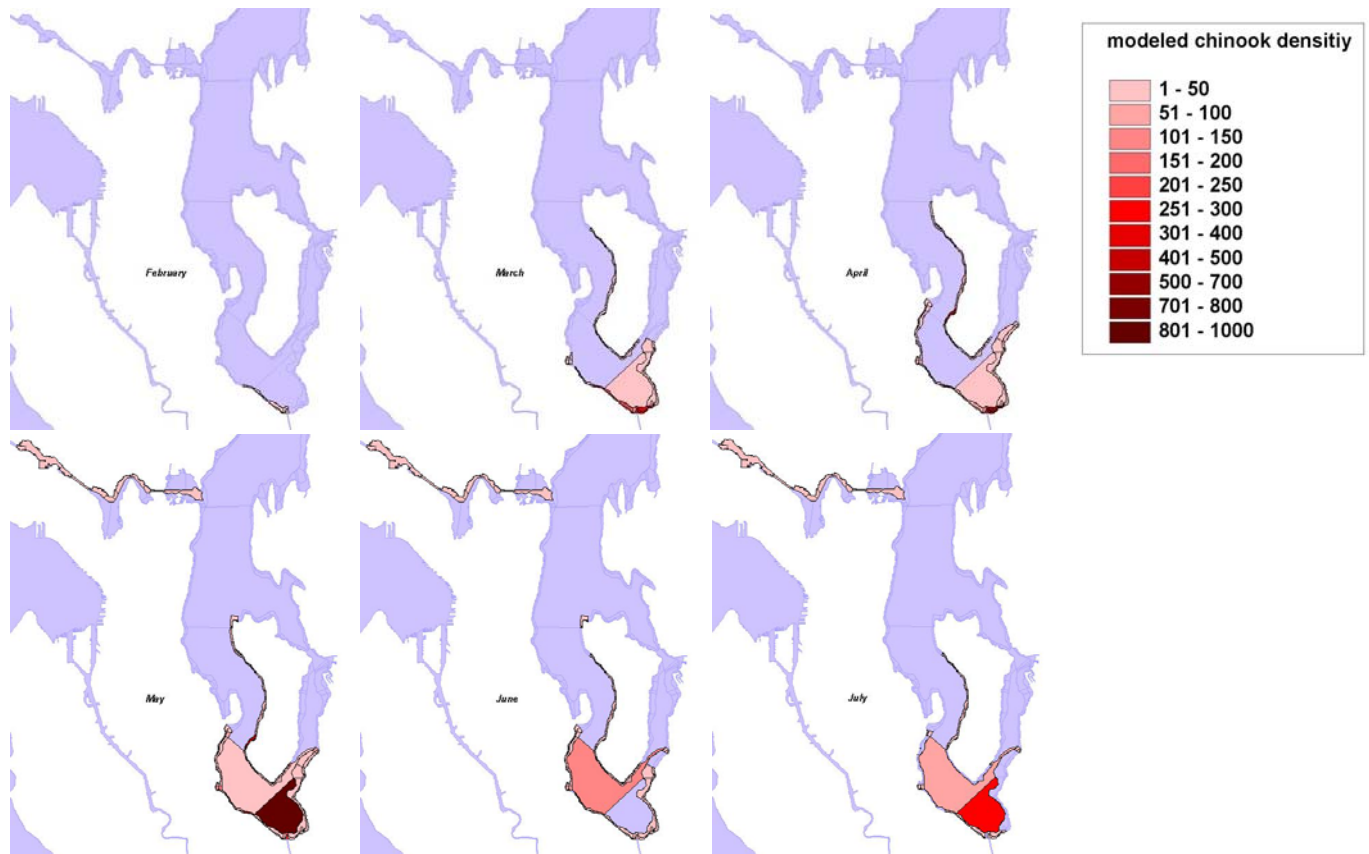 modeled chinook densitiy
1 - 50
51 - 100
101 - 150
151 - 200
201 - 250
251 - 300
301 - 400
401 - 500
500 - 700
701 - 800
801 - 1000
February
March
April
May
June
July